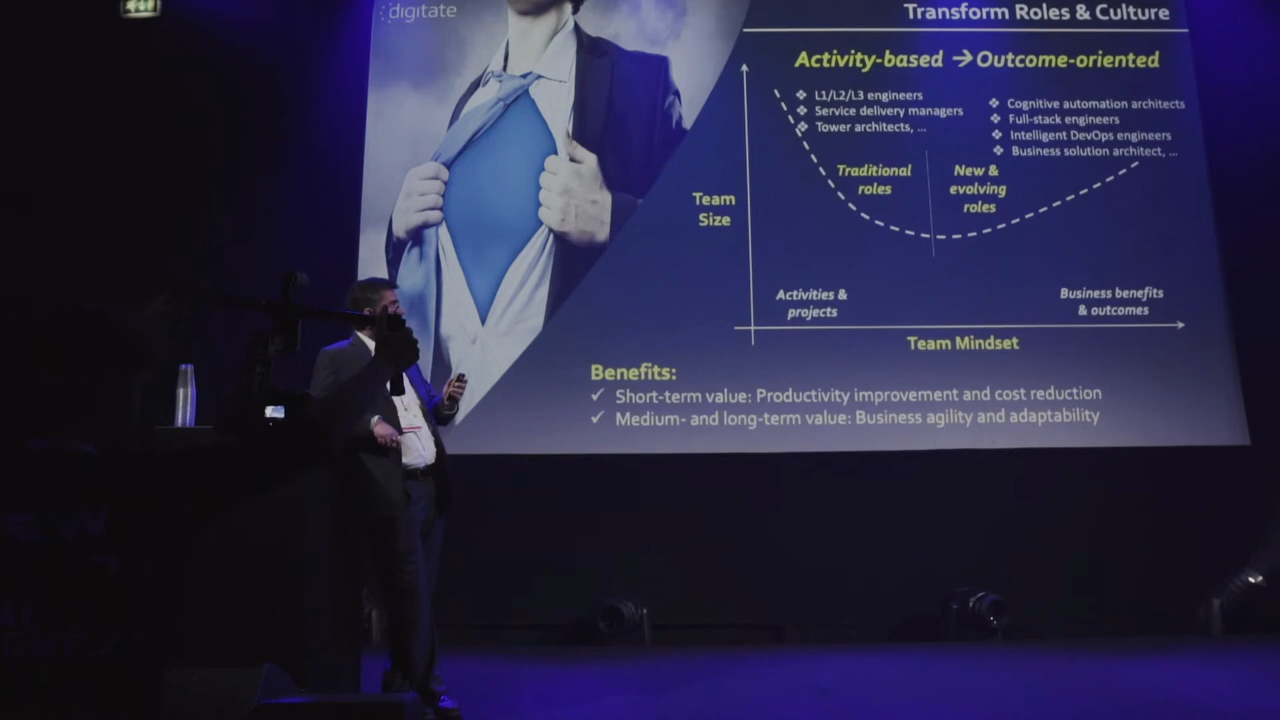 digitate
Transform Roles & Culture
Activity-based → Outcome-oriented
❖ L1/L2/L3 engineers
❖ Service delivery managers
❖ Tower architects, ...
❖ Cognitive automation architects
❖ Full-stack engineers
❖ Intelligent DevOps engineers
❖ Business solution architect, ...
Traditional
roles
New &
evolving
roles
Team
Size
Activities &
projects
Business benefits
& outcomes
Team Mindset
Benefits:
✓ Short-term value: Productivity improvement and cost reduction
✓ Medium- and long-term value: Business agility and adaptability